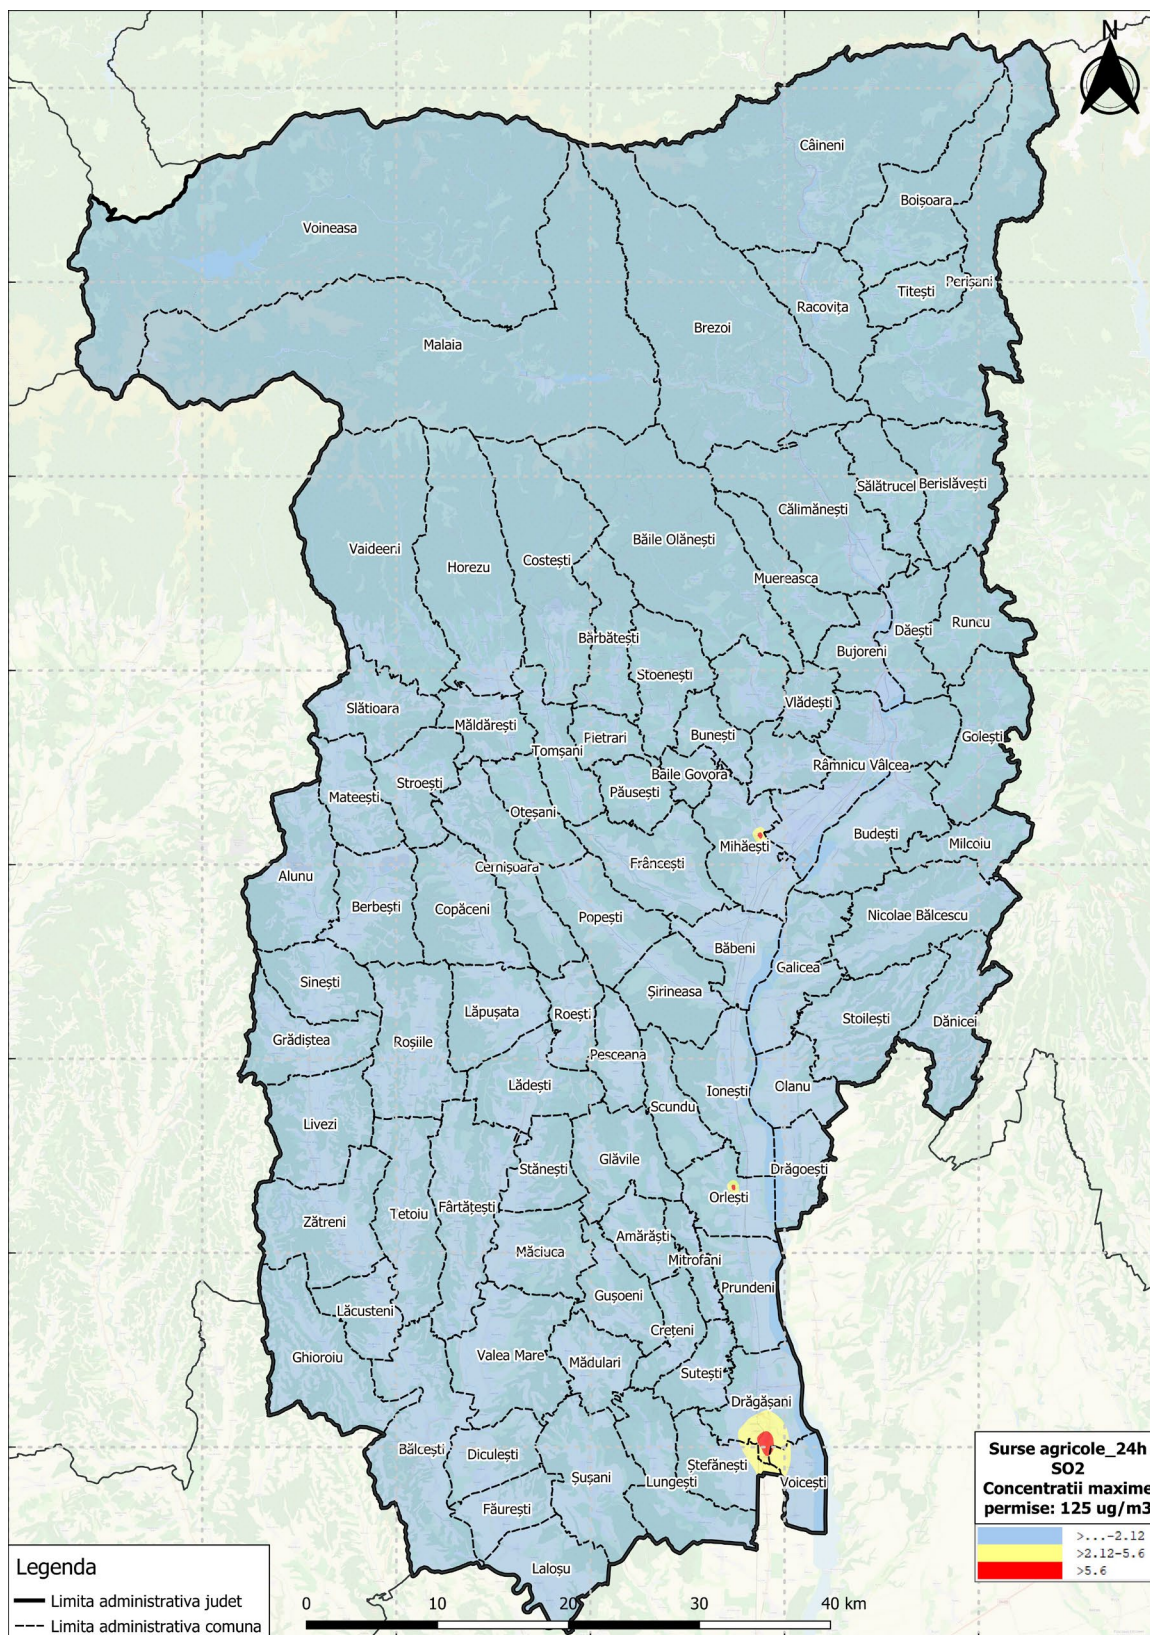 N
Câineni
Boișoara
Voineasa
Perișani
Titești
Racovița
Brezoi
Malaia
Sălătrucel
Berislăvești
Călimănești
Băile Olănești
Vaideeni
Costești
Horezu
Muereasca
Runcu
Dăești
Bărbătești
Bujoreni
Stoenești
Vlădești
Slătioara
Măldărești
Bunești
Golești
Pietrari
Tomșani
Râmnicu Vâlcea
Băile Govora
Stroești
Păusești
Mateești
Oteșani
Budești
Milcoiu
Mihăești
Frâncești
Cernișoara
Alunu
Berbești
Copăceni
Popești
Nicolae Bălcescu
Băbeni
Galicea
Sinești
Șirineasa
Lăpușata
Roești
Stoilești
Dănicei
Grădiștea
Roșiile
Pesceana
Lădești
Olanu
Ionești
Scundu
Livezi
Glăvile
Stănești
Drăgoești
Orlești
Fârtățești
Tetoiu
Zătreni
Amărăști
Măciuca
Mitrofani
Prundeni
Gușoeni
Lăcusteni
Crețeni
Ghioroiu
Valea Mare
Mădulari
Sutești
Drăgășani
Bălcești
Diculești
Ștefănești
Șușani
Lungești
Voicești
Făurești
Lalosu
Surse agricole_24h
SO2
Concentratii maxime
permise: 125 ug/m3
>...-2.12
>2.12-5.6
>5.6
Legenda
Limita administrativa judet
Limita administrativa comuna
0 10 20 30 40 km